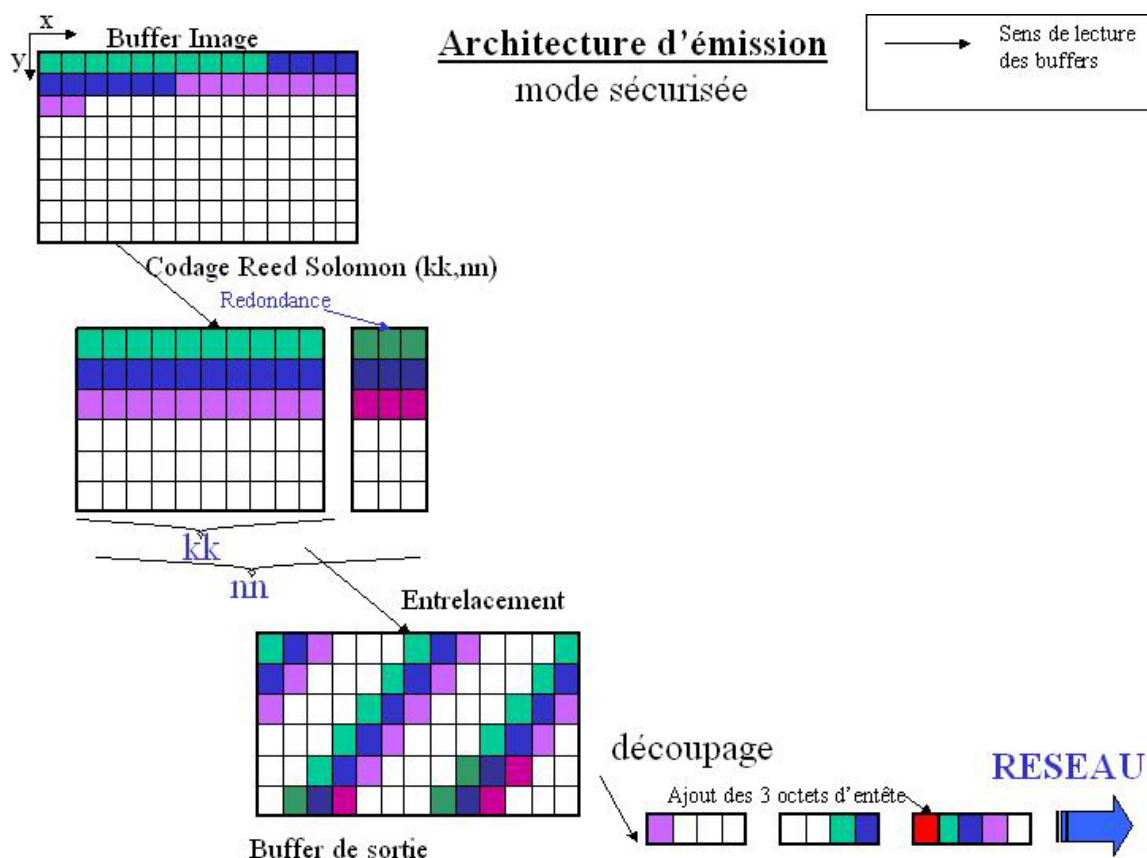 x
y
Buffer Image
Architecture d'émission
mode sécurisée
Sens de lecture
des buffers
Codage Reed Solomon (kk,nn)
Redondance
kk
nn
Entrelacement
découpage
Ajout des 3 octets d'entête
RESEAU
Buffer de sortie